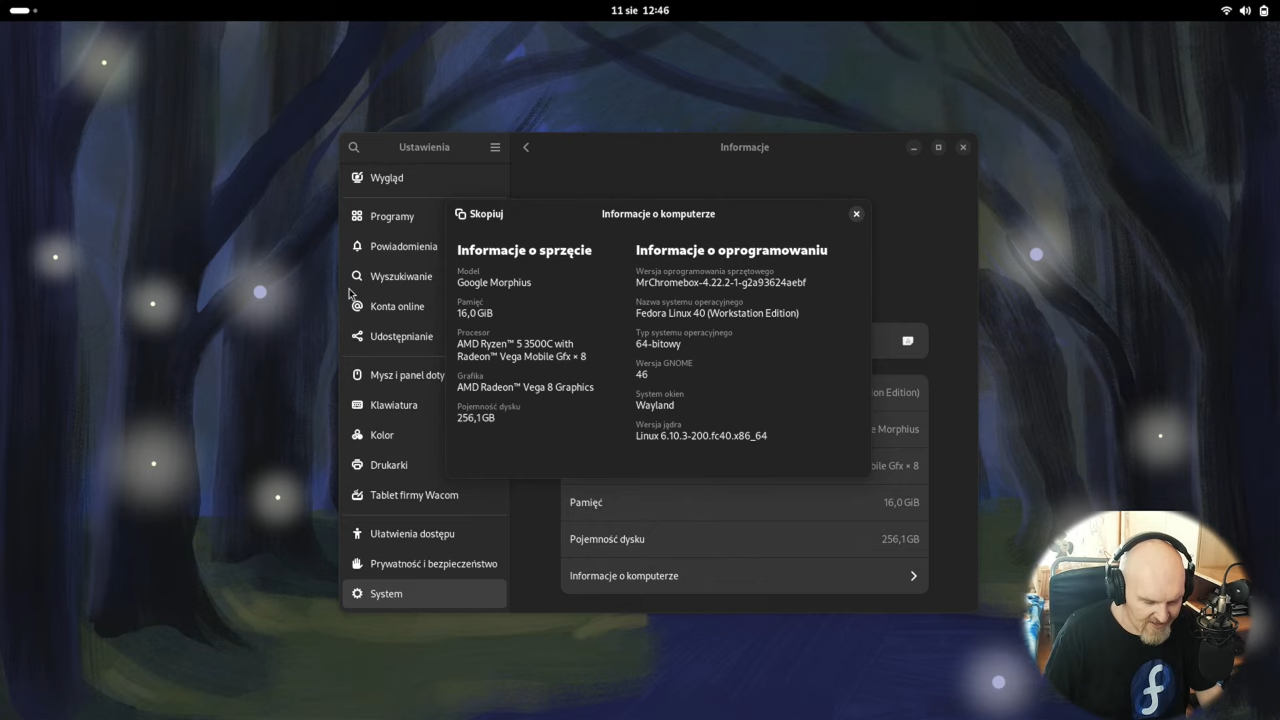 11 sie 12:46
Ustawienia
Informacje
Wygląd
Programy
Powiadomienia
Wyszukiwanie
Konta online
Udostępnianie
Mysz i panel doty
Klawiatura
Kolor
Drukarki
Tablet firmy Wacom
Ułatwienia dostępu
Prywatność i bezpieczeństwo
System
Skopiuj
Informacje o komputerze
Informacje o sprzęcie
Model
Google Morphius
Pamięć
16,0 GiB
Procesor
AMD Ryzen™ 5 3500C with
Radeon™ Vega Mobile Gfx × 8
Grafika
AMD Radeon™ Vega 8 Graphics
Pojemność dysku
256,1 GB
Informacje o oprogramowaniu
Wersja oprogramowania sprzętowego
MrChromebox-4.22.2-1-g2a93624aebf
Nazwa systemu operacyjnego
Fedora Linux 40 (Workstation Edition)
Typ systemu operacyjnego
64-bitowy
Wersja GNOME
46
System okien
Wayland
Wersja jądra
Linux 6.10.3-200.fc40.x86_64
ion Edition)
e Morphius
bile Gfx × 8
Pamięć 16,0 GiB
Pojemność dysku 256,1 GB
Informacje o komputerze